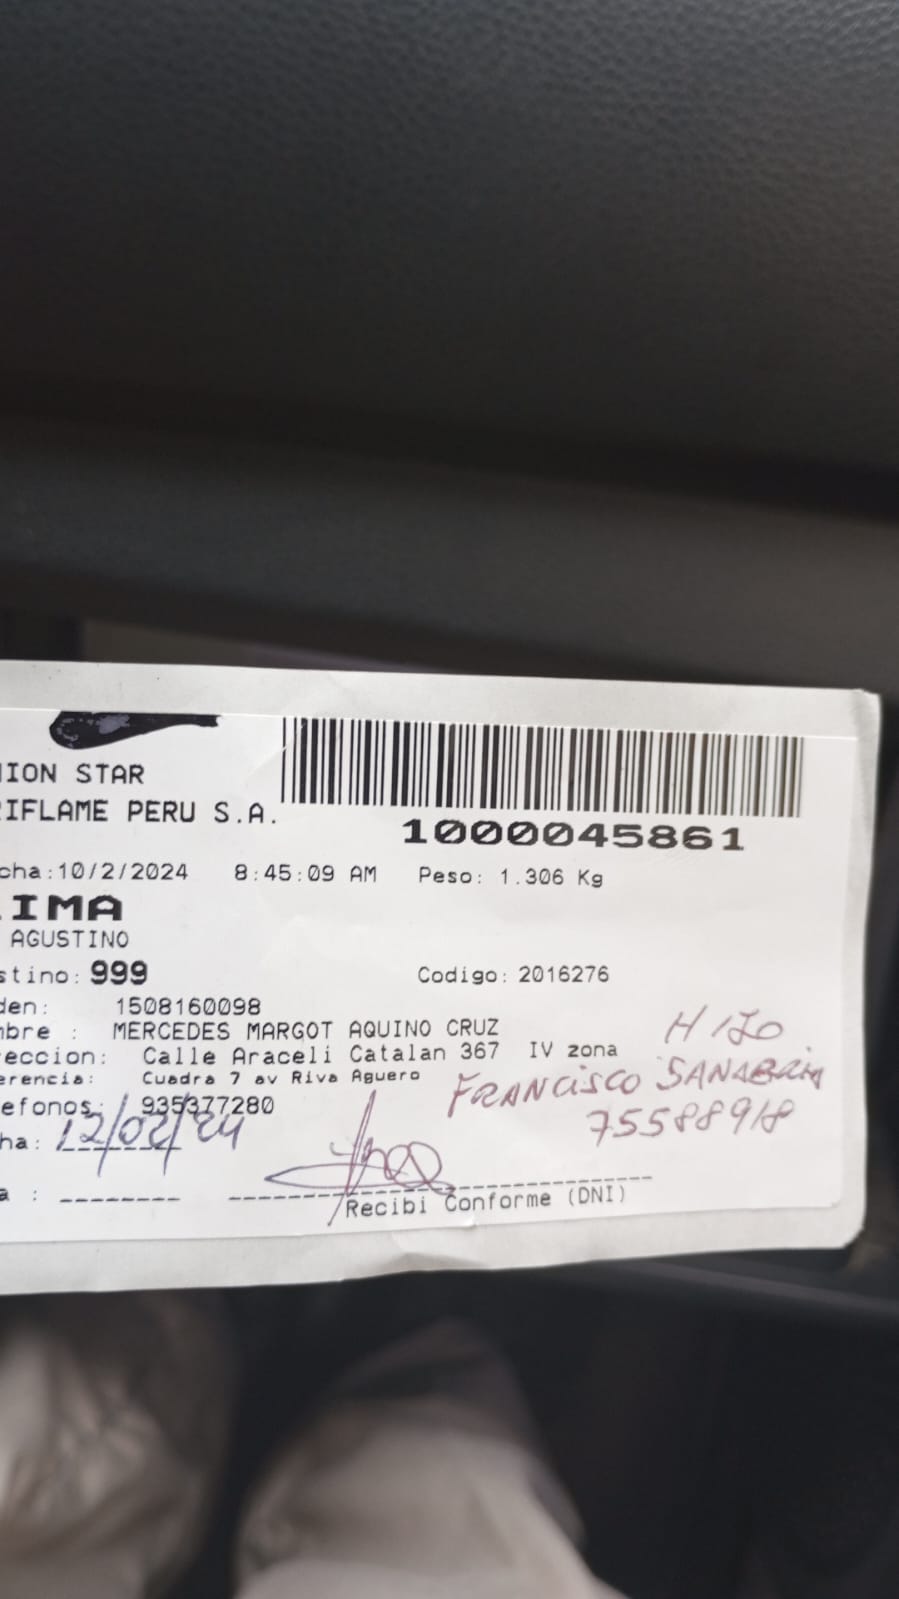 ION STAR
RIFLAME PERU S.A.
1000045861
cha:10/2/2024 8:45:09 AM Peso: 1.306 Kg
LIMA
AGUSTINO
stino: 999 Codigo: 2016276
den: 1508160098
mbre : MERCEDES MARGOT AQUINO CRUZ
HIJO
reccion: Calle Araceli Catalan 367 IV zona
erencia: Cuadra 7 av Riva Aguero
FRANCISCO SANABRIA
efonos: 935377280
75588918
ha: 12/02/24
a :
Recibi Conforme (DNI)